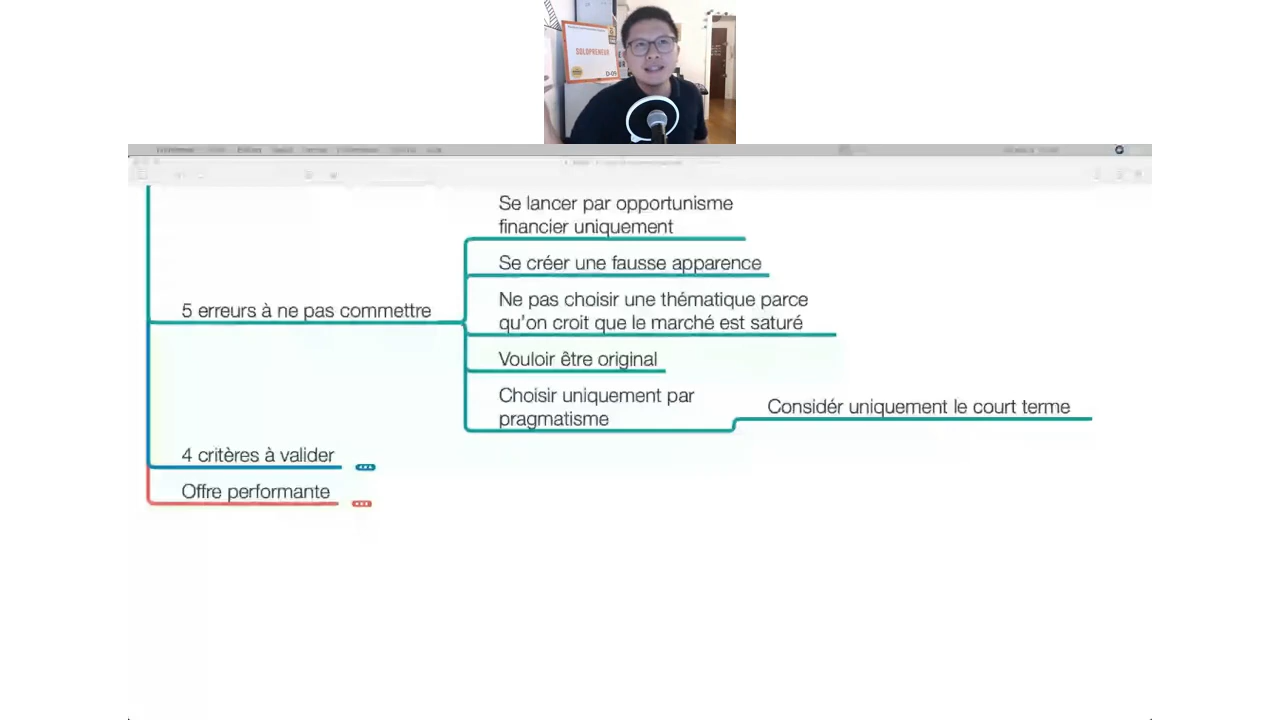 SOLOPRENEUR
Se lancer par opportunisme
financier uniquement
Se créer une fausse apparence
5 erreurs à ne pas commettre
Ne pas choisir une thématique parce
qu'on croit que le marché est saturé
Vouloir être original
Choisir uniquement par
pragmatisme
Considér uniquement le court terme
4 critères à valider
Offre performante